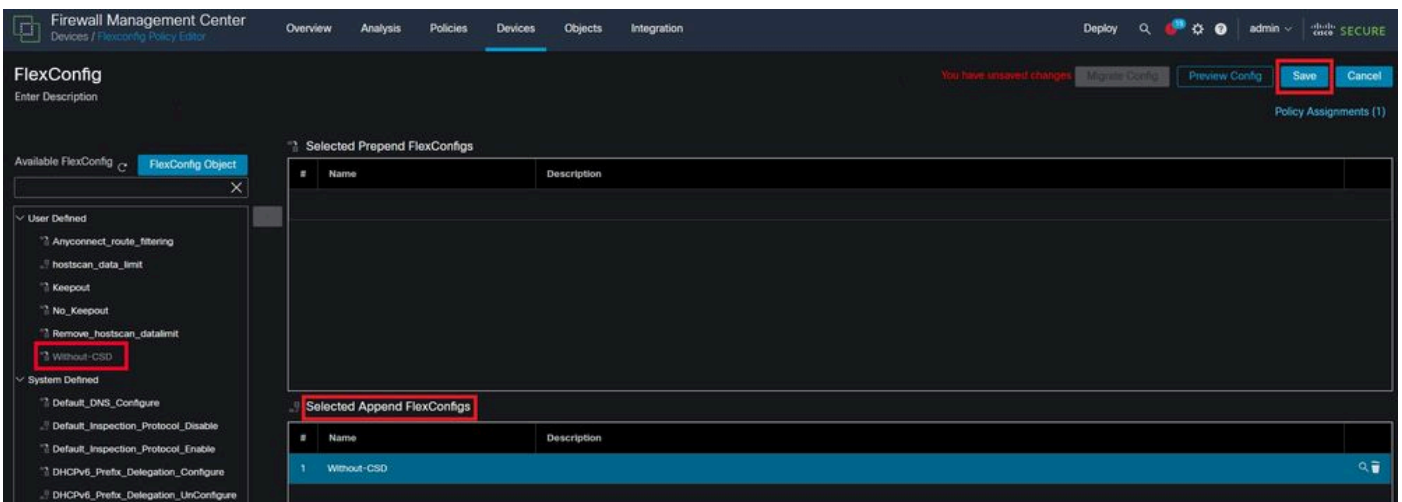 Firewall Management Center
Devices / Flexconfig Policy Editor
Overview Analysis Policies Devices Objects Integration
Deploy 19 admin cisco SECURE
FlexConfig
Enter Description
You have unsaved changes Migrate Config Preview Config Save Cancel
Policy Assignments (1)
Available FlexConfig FlexConfig Object
Selected Prepend FlexConfigs
# Name Description
User Defined
Anyconnect_route_filtering
hostscan_data_limit
Keepout
No_Keepout
Remove_hostscan_datalimit
Without-CSD
System Defined
Default_DNS_Configure
Default_Inspection_Protocol_Disable
Default_Inspection_Protocol_Enable
DHCPv6_Prefix_Delegation_Configure
DHCPv6_Prefix_Delegation_UnConfigure
Selected Append FlexConfigs
# Name Description
1 Without-CSD